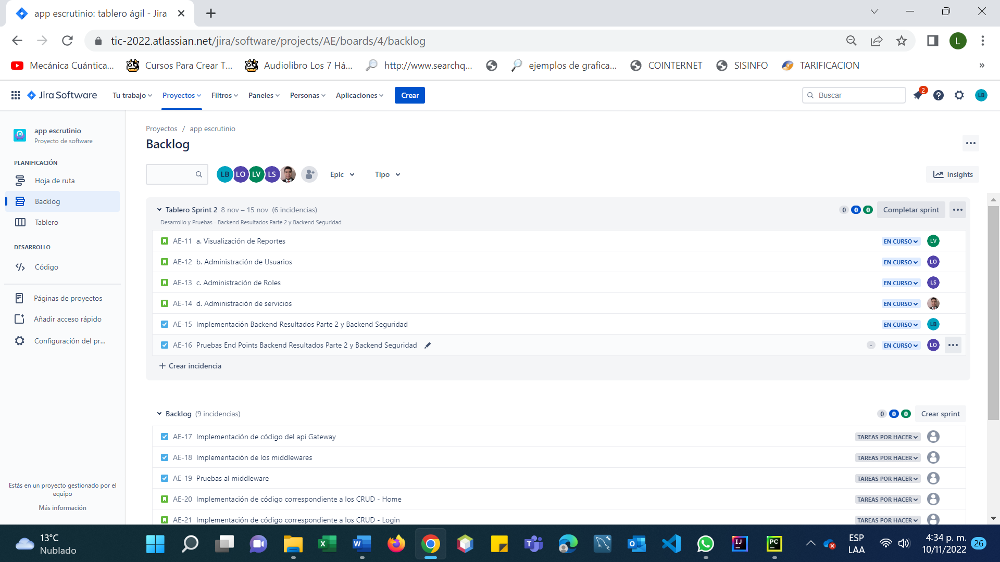 app escrutinio: tablero ágil - Jira
tic-2022.atlassian.net/jira/software/projects/AE/boards/4/backlog
L
Mecánica Cuántica...
Cursos Para Crear T...
Audiolibro Los 7 Há...
http://www.searchq...
ejemplos de grafica...
COINTERNET
SISINFO
TARIFICACION
»
Jira Software
Tu trabajo
Proyectos
Filtros
Paneles
Personas
Aplicaciones
Crear
Buscar
2
LB
app escrutinio
Proyecto de software
PLANIFICACIÓN
Hoja de ruta
Backlog
Tablero
DESARROLLO
Código
Páginas de proyectos
Añadir acceso rápido
Configuración del pr...
Estás en un proyecto gestionado por el
equipo
Más información
Proyectos / app escrutinio
Backlog
LB LO LV LS
Epic
Tipo
Insights
Tablero Sprint 2 8 nov – 15 nov (6 incidencias)
0 0 0
Completar sprint
Desarrollo y Pruebas - Backend Resultados Parte 2 y Backend Seguridad
AE-11 a. Visualización de Reportes EN CURSO LV
AE-12 b. Administración de Usuarios EN CURSO LO
AE-13 c. Administración de Roles EN CURSO LS
AE-14 d. Administración de servicios EN CURSO
AE-15 Implementación Backend Resultados Parte 2 y Backend Seguridad EN CURSO LB
AE-16 Pruebas End Points Backend Resultados Parte 2 y Backend Seguridad - EN CURSO LO
+ Crear incidencia
Backlog (9 incidencias)
0 0 0
Crear sprint
AE-17 Implementación de código del api Gateway TAREAS POR HACER
AE-18 Implementación de los middlewares TAREAS POR HACER
AE-19 Pruebas al middleware TAREAS POR HACER
AE-20 Implementación de código correspondiente a los CRUD - Home TAREAS POR HACER
AE-21 Implementación de código correspondiente a los CRUD - Login TAREAS POR HACER
13°C
Nublado
IJ
PC
ESP
LAA
4:34 p. m.
10/11/2022
26